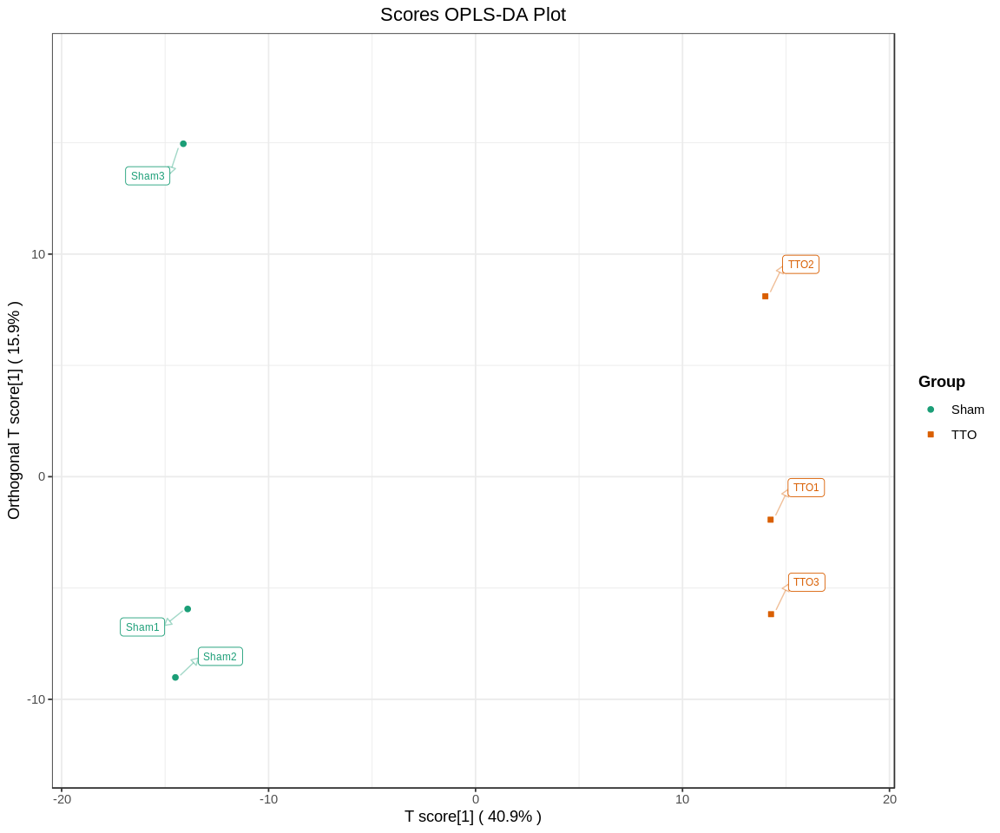 Scores OPLS-DA Plot
Sham3
10
TTO2
Orthogonal T score[1] ( 15.9% )
Group
Sham
TTO
0
TTO1
TTO3
Sham1
Sham2
-10
-20
-10
0
10
20
T score[1] ( 40.9% )